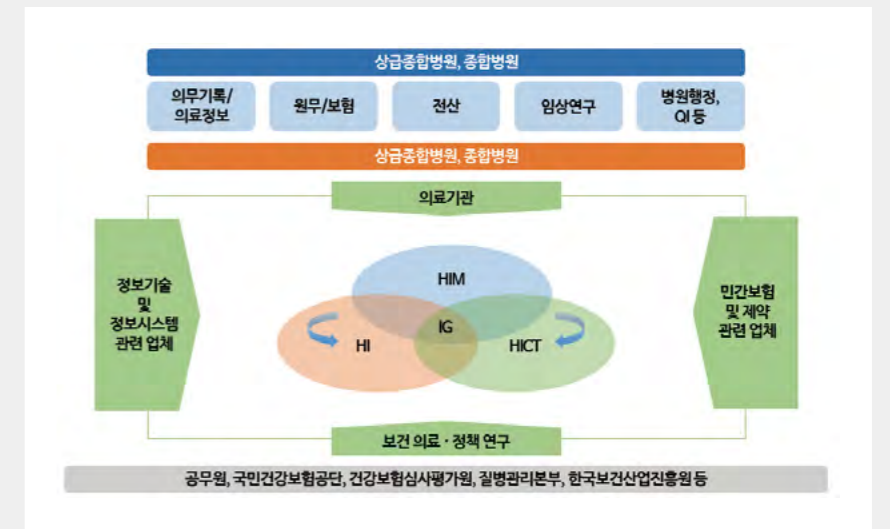 상급종합병원, 종합병원
의무기록/
의료정보
원무/보험
전산
임상연구
병원행정,
QI 등
상급종합병원, 종합병원
의료기관
정보기술
및
정보시스템
관련 업체
HIM
IG
HI
HICT
민간보험
및 제약
관련 업체
보건 의료·정책 연구
공무원, 국민건강보험공단, 건강보험심사평가원, 질병관리본부, 한국보건산업진흥원 등